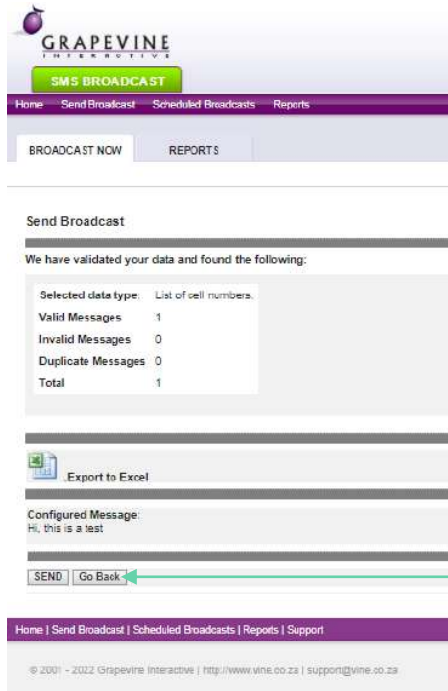 GRAPEVINE
INTERACTIVE
SMS BROADCAST
Home Send Broadcast Scheduled Broadcasts Reports
BROADCAST NOW REPORTS
Send Broadcast
We have validated your data and found the following:
Selected data type: List of cell numbers.
Valid Messages 1
Invalid Messages 0
Duplicate Messages 0
Total 1
.Export to Excel
Configured Message:
Hi, this is a test
SEND Go Back
Home | Send Broadcast | Scheduled Broadcasts | Reports | Support
© 2001 - 2022 Grapevine Interactive | http://www.vine.co.za | support@vine.co.za